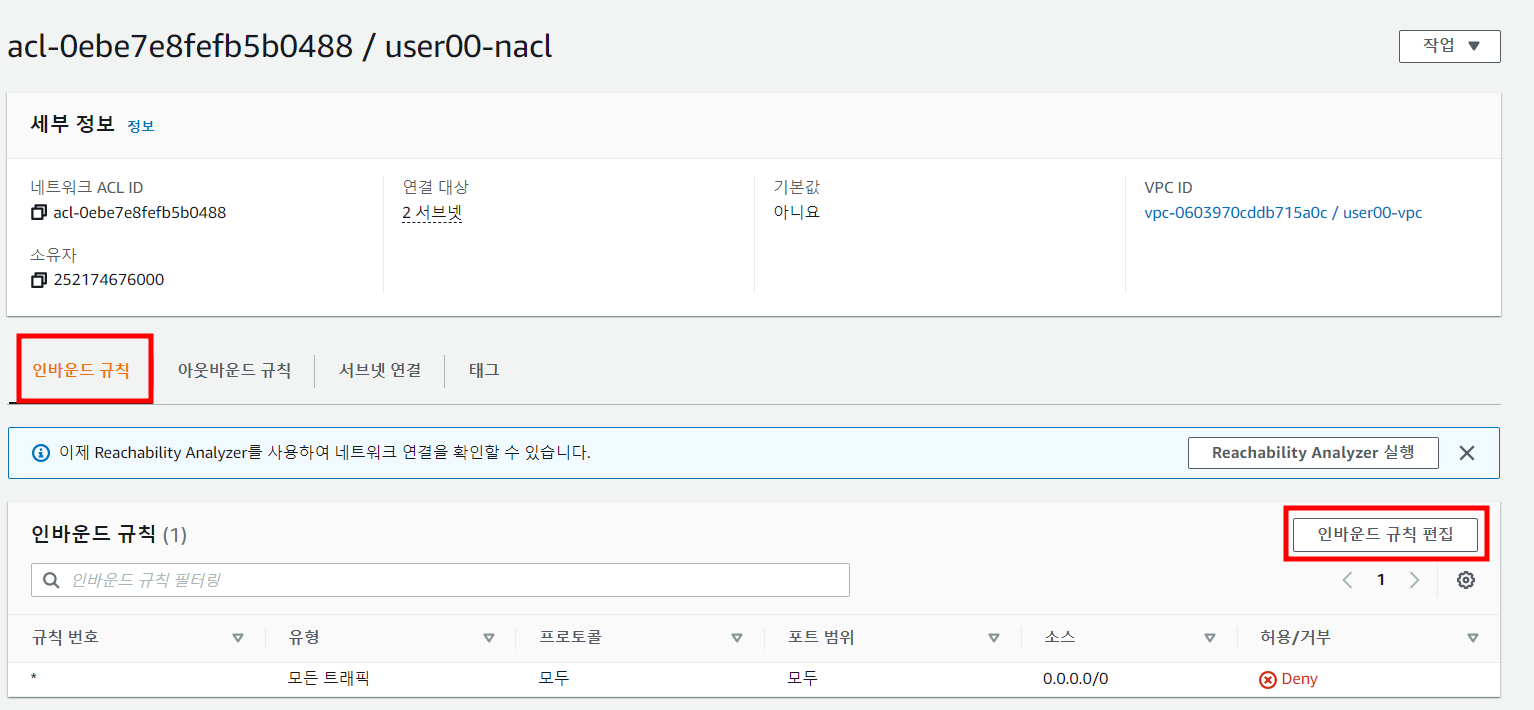 acl-0ebe7e8fefb5b0488 / user00-nacl
작업 ▼
세부 정보 정보
네트워크 ACL ID
acl-0ebe7e8fefb5b0488
소유자
252174676000
연결 대상
2 서브넷
기본값
아니요
VPC ID
vpc-0603970cddb715a0c / user00-vpc
인바운드 규칙 아웃바운드 규칙 서브넷 연결 태그
이제 Reachability Analyzer를 사용하여 네트워크 연결을 확인할 수 있습니다. Reachability Analyzer 실행
인바운드 규칙 (1) 인바운드 규칙 편집
인바운드 규칙 필터링 1
규칙 번호 유형 프로토콜 포트 범위 소스 허용/거부
* 모든 트래픽 모두 모두 0.0.0.0/0 Deny